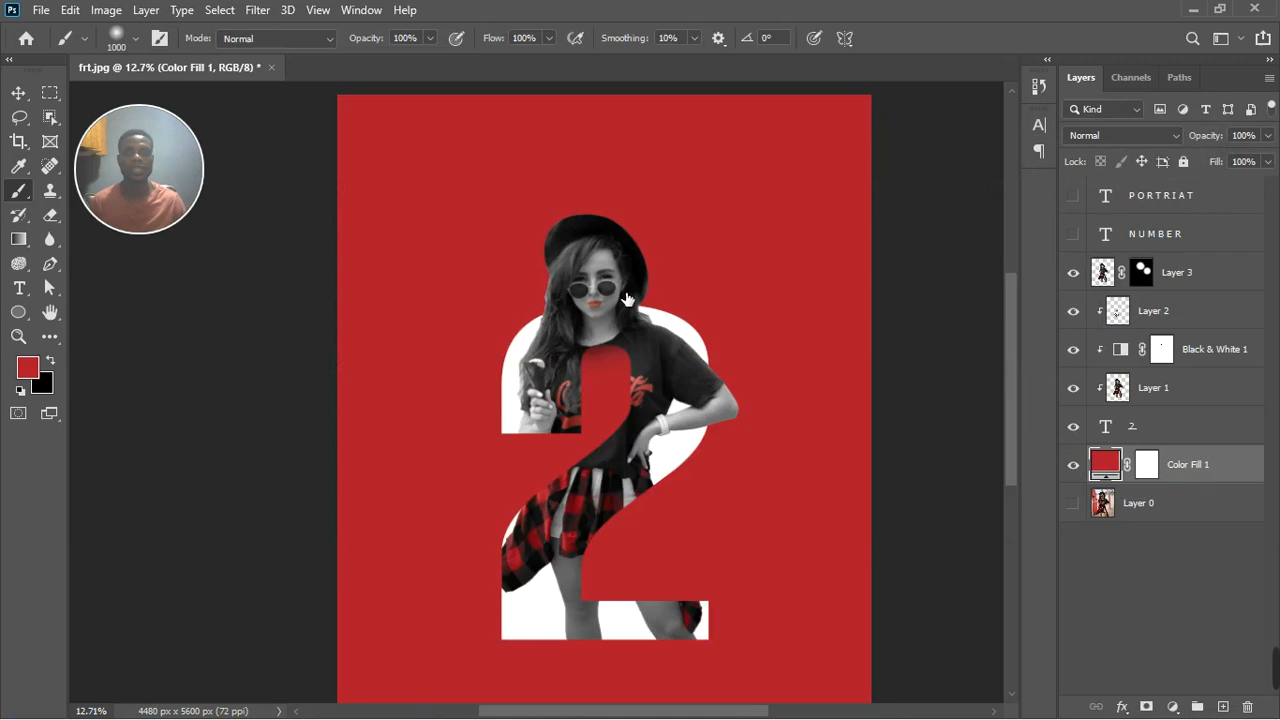 Ps File Edit Image Layer Type Select Filter 3D View Window Help
1000 Mode: Normal Opacity: 100% Flow: 100% Smoothing: 10% 0°
frt.jpg @ 12.7% (Color Fill 1, RGB/8) *
Layers Channels Paths
Kind
Normal Opacity: 100%
Lock: Fill: 100%
PORTRIAT
NUMBER
Layer 3
Layer 2
Black & White 1
Layer 1
2
Color Fill 1
Layer 0
2
12.71% 4480 px x 5600 px (72 ppi)